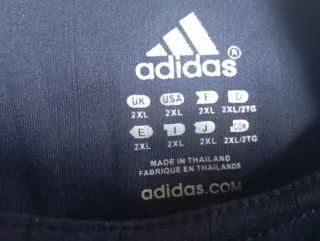 adidas®
UK USA F D
2XL 2XL 2XL 2XL/2TG
E I J CDN
2XL 2XL 2XL 2XL/2TG
MADE IN THAILAND
FABRIQUE EN THAILANDE
adidas.COM